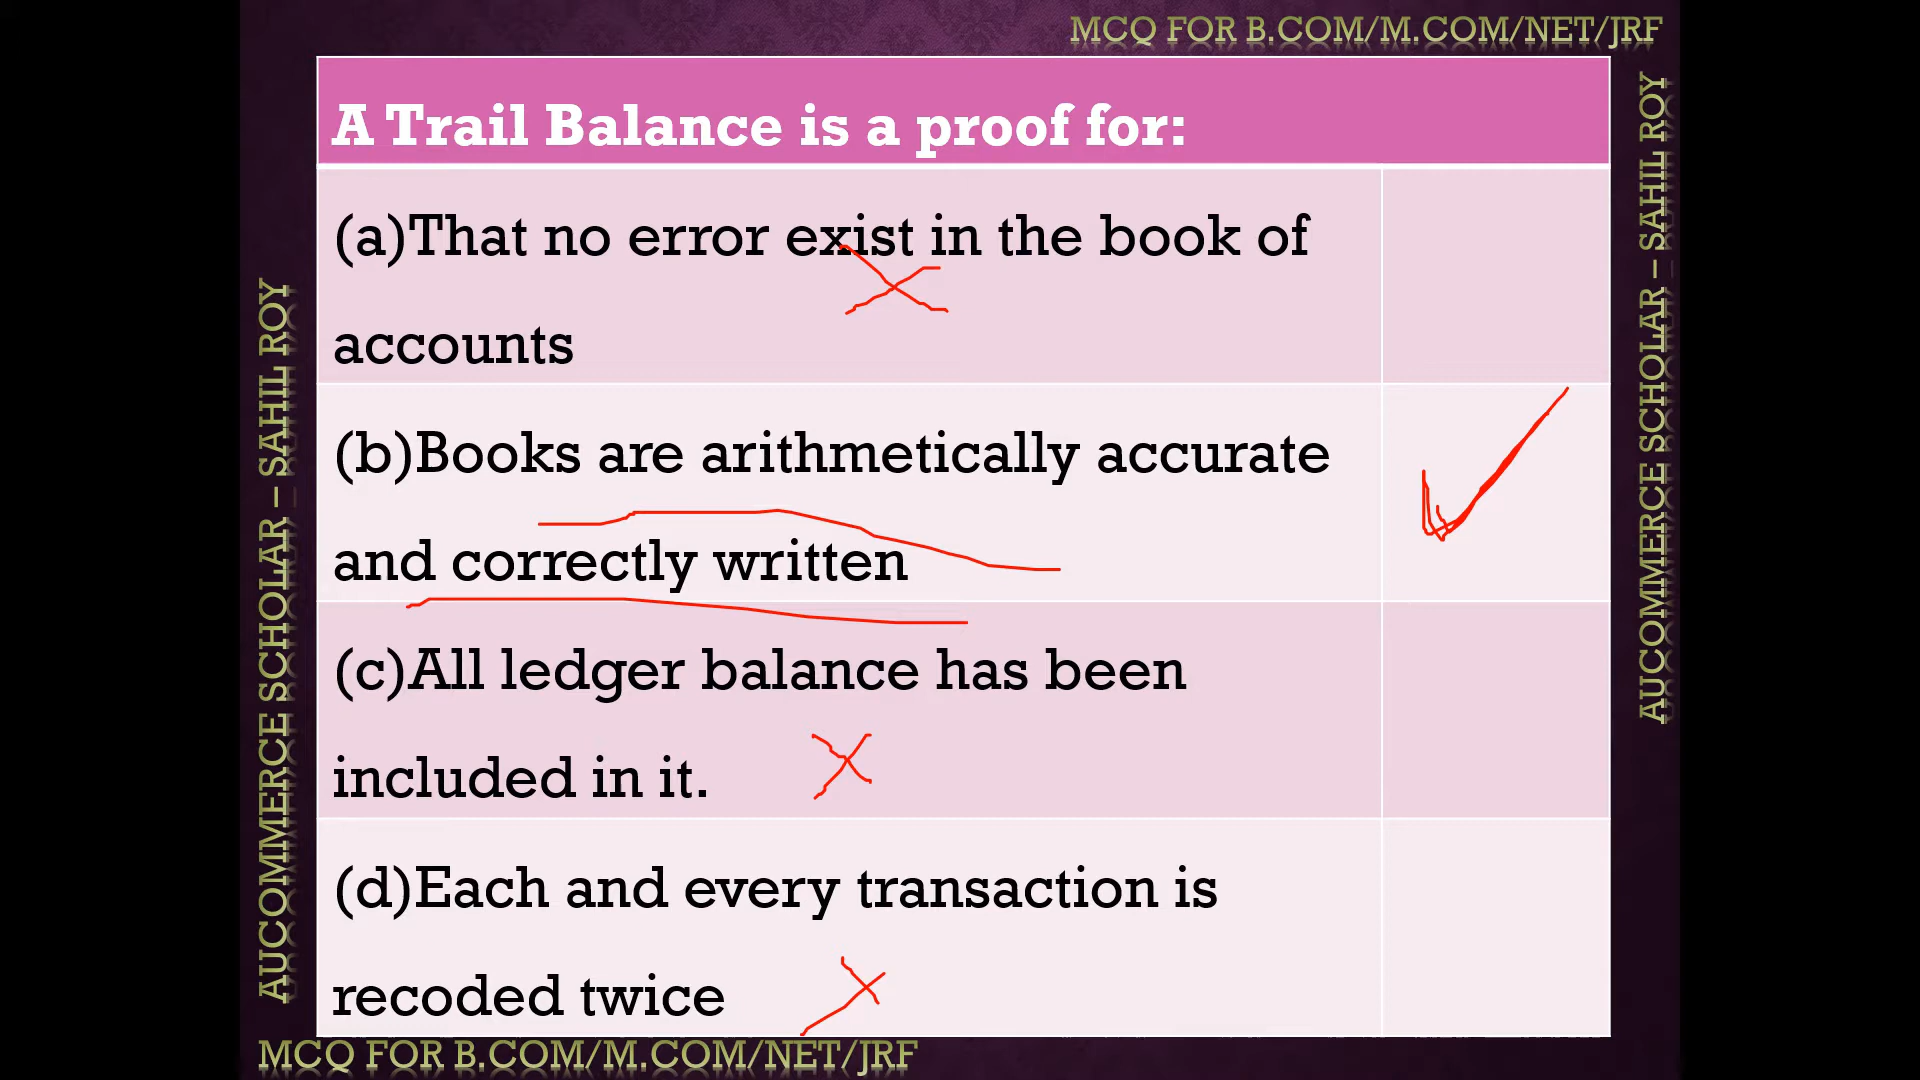 MCQ FOR B.COM/M.COM/NET/JRF
A Trail Balance is a proof for:
(a)That no error exist in the book of
accounts
(b)Books are arithmetically accurate
and correctly written
(c)All ledger balance has been
included in it.
(d)Each and every transaction is
recoded twice
AUCOMMERCE SCHOLAR – SAHIL ROY
AUCOMMERCE SCHOLAR – SAHIL ROY
MCQ FOR B.COM/M.COM/NET/JRF